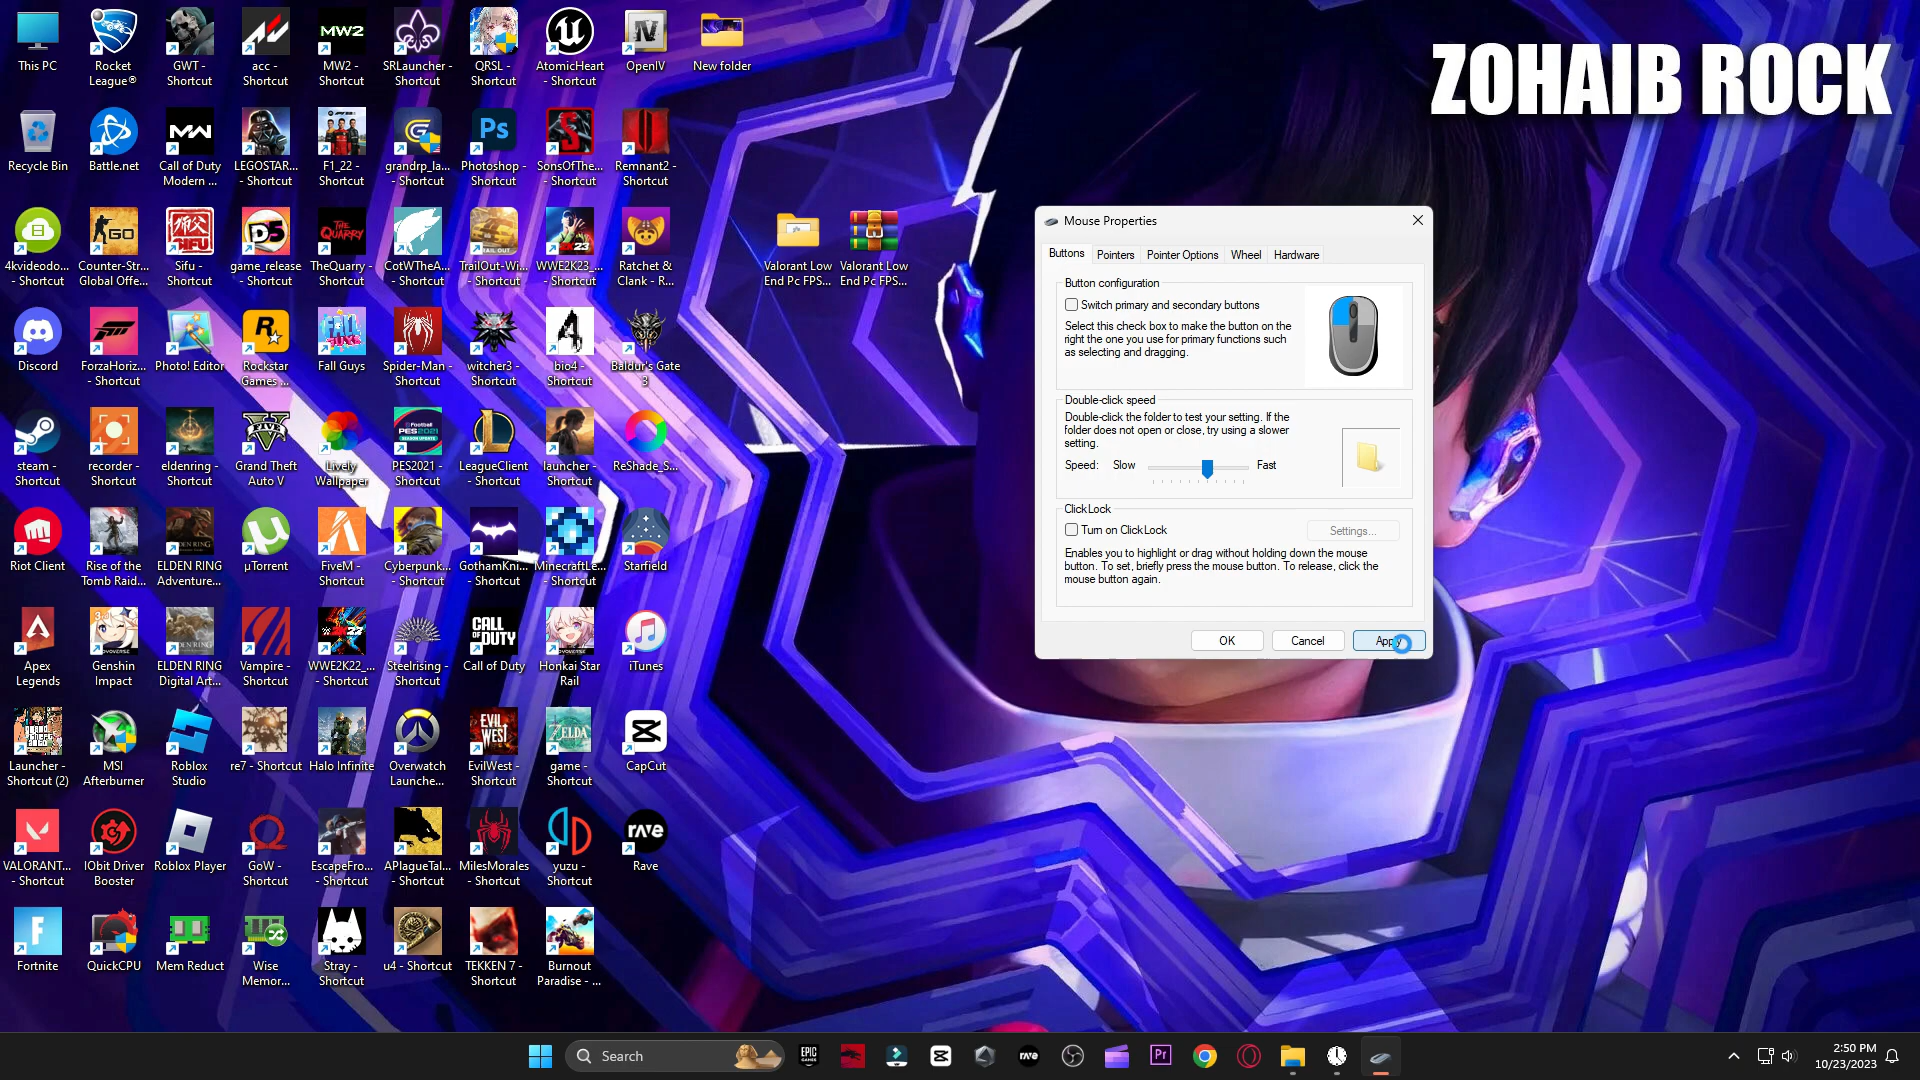 ZOHAIB ROCK
This PC
Rocket
League®
GWT -
Shortcut
acc -
Shortcut
MW2
MW2 -
Shortcut
SRLauncher -
Shortcut
QRSL -
Shortcut
AtomicHeart
- Shortcut
OpenIV
New folder
Recycle Bin
Battle.net
Call of Duty
Modern ...
LEGOSTAR...
- Shortcut
F1_22 -
Shortcut
grandrp_la...
- Shortcut
Ps
Photoshop -
Shortcut
SonsOfThe...
- Shortcut
Remnant2 -
Shortcut
4kvideodo...
- Shortcut
GO
Counter-Str...
Global Offe...
Sifu -
Shortcut
game_release
- Shortcut
TheQuarry -
Shortcut
CotWTheA...
- Shortcut
TrailOut-Wi...
- Shortcut
WWE2K23_...
- Shortcut
Ratchet &
Clank - R...
Valorant Low
End Pc FPS...
Valorant Low
End Pc FPS...
Discord
ForzaHoriz...
- Shortcut
Photo! Editor
Rockstar
Games ...
Fall Guys
Spider-Man -
Shortcut
witcher3 -
Shortcut
bio4 -
Shortcut
Baldur's Gate
3
steam -
Shortcut
recorder -
Shortcut
eldenring -
Shortcut
Grand Theft
Auto V
Lively
Wallpaper
PES2021 -
Shortcut
LeagueClient
- Shortcut
launcher -
Shortcut
ReShade_S...
Riot Client
Rise of the
Tomb Raid...
ELDEN RING
Adventure...
µTorrent
FiveM -
Shortcut
Cyberpunk...
- Shortcut
GothamKni...
- Shortcut
MinecraftLe...
- Shortcut
Starfield
Apex
Legends
Genshin
Impact
ELDEN RING
Digital Art...
Vampire -
Shortcut
WWE2K22_...
- Shortcut
Steelrising -
Shortcut
CALL OF DUTY
Call of Duty
Honkai Star
Rail
iTunes
Launcher -
Shortcut (2)
MSI
Afterburner
Roblox
Studio
re7 - Shortcut
Halo Infinite
Overwatch
Launche...
EVIL WEST
EvilWest -
Shortcut
ZELDA
game -
Shortcut
CapCut
VALORANT...
- Shortcut
IObit Driver
Booster
Roblox Player
GoW -
Shortcut
EscapeFro...
- Shortcut
APlagueTal...
- Shortcut
MilesMorales
- Shortcut
yuzu -
Shortcut
rave
Rave
Fortnite
QuickCPU
Mem Reduct
Wise
Memor...
Stray -
Shortcut
u4 - Shortcut
TEKKEN 7 -
Shortcut
Burnout
Paradise - ...
Mouse Properties
Buttons Pointers Pointer Options Wheel Hardware
Button configuration
Switch primary and secondary buttons
Select this check box to make the button on the
right the one you use for primary functions such
as selecting and dragging.
Double-click speed
Double-click the folder to test your setting. If the
folder does not open or close, try using a slower
setting.
Speed: Slow Fast
ClickLock
Turn on ClickLock
Settings...
Enables you to highlight or drag without holding down the mouse
button. To set, briefly press the mouse button. To release, click the
mouse button again.
OK Cancel Apply
Search
EPIC GAMES
rave
Pr
2:50 PM
10/23/2023